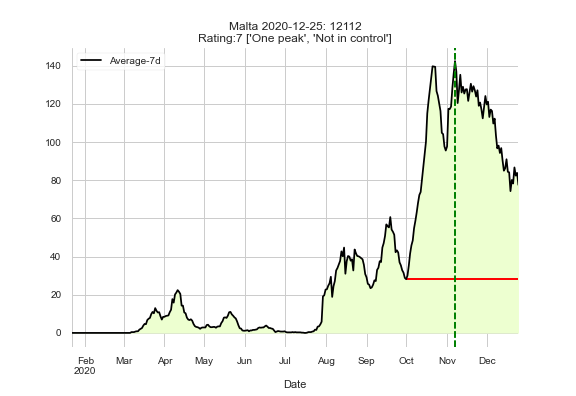 Malta 2020-12-25: 12112
Rating:7 ['One peak', 'Not in control']
Average-7d
140
120
100
80
60
40
20
0
Feb Mar Apr May Jun Jul Aug Sep Oct Nov Dec
2020
Date